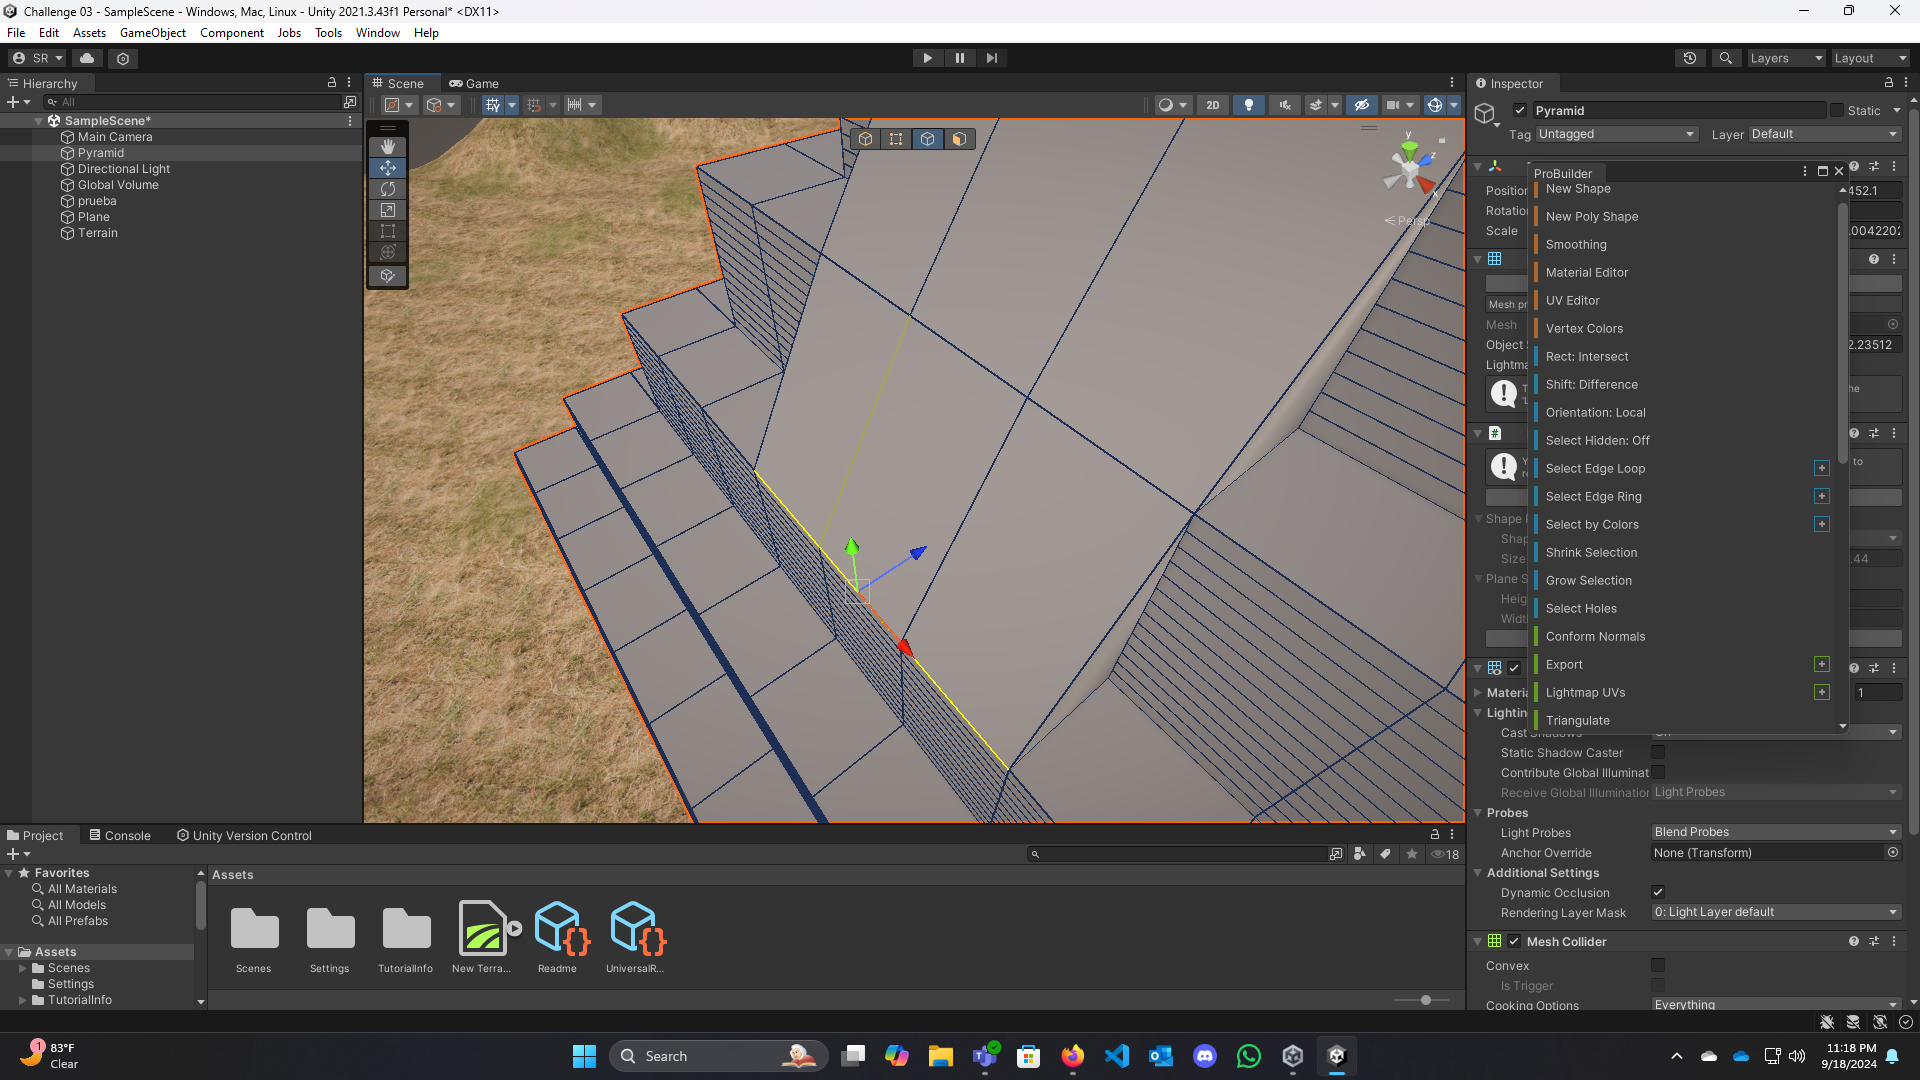 Challenge 03 - SampleScene - Windows, Mac, Linux - Unity 2021.3.43f1 Personal* <DX11>
File Edit Assets GameObject Component Jobs Tools Window Help
SR
Layers
Layout
Hierarchy
All
SampleScene*
Main Camera
Pyramid
Directional Light
Global Volume
prueba
Plane
Terrain
Scene
Game
2D
y
z
x
Persp
Inspector
Pyramid
Static
Tag Untagged
Layer Default
Position
452.1
Rotation
Scale
.0042202
Mesh pr
Mesh
Object S
2.23512
Lightma
he
to
Shape
Shap
Size
.44
Plane S
Heig
Widt
ProBuilder
New Shape
New Poly Shape
Smoothing
Material Editor
UV Editor
Vertex Colors
Rect: Intersect
Shift: Difference
Orientation: Local
Select Hidden: Off
Select Edge Loop
Select Edge Ring
Select by Colors
Shrink Selection
Grow Selection
Select Holes
Conform Normals
Export
Lightmap UVs
Triangulate
Materia
1
Lightin
Cast Shadows
On
Static Shadow Caster
Contribute Global Illuminat
Receive Global Illumination Light Probes
Probes
Light Probes Blend Probes
Anchor Override None (Transform)
Additional Settings
Dynamic Occlusion
Rendering Layer Mask 0: Light Layer default
Mesh Collider
Convex
Is Trigger
Cooking Options Everything
Project
Console
Unity Version Control
18
Favorites
All Materials
All Models
All Prefabs
Assets
Scenes
Settings
TutorialInfo
Assets
Scenes
Settings
TutorialInfo
New Terra...
Readme
UniversalR...
1
83°F
Clear
Search
11:18 PM
9/18/2024